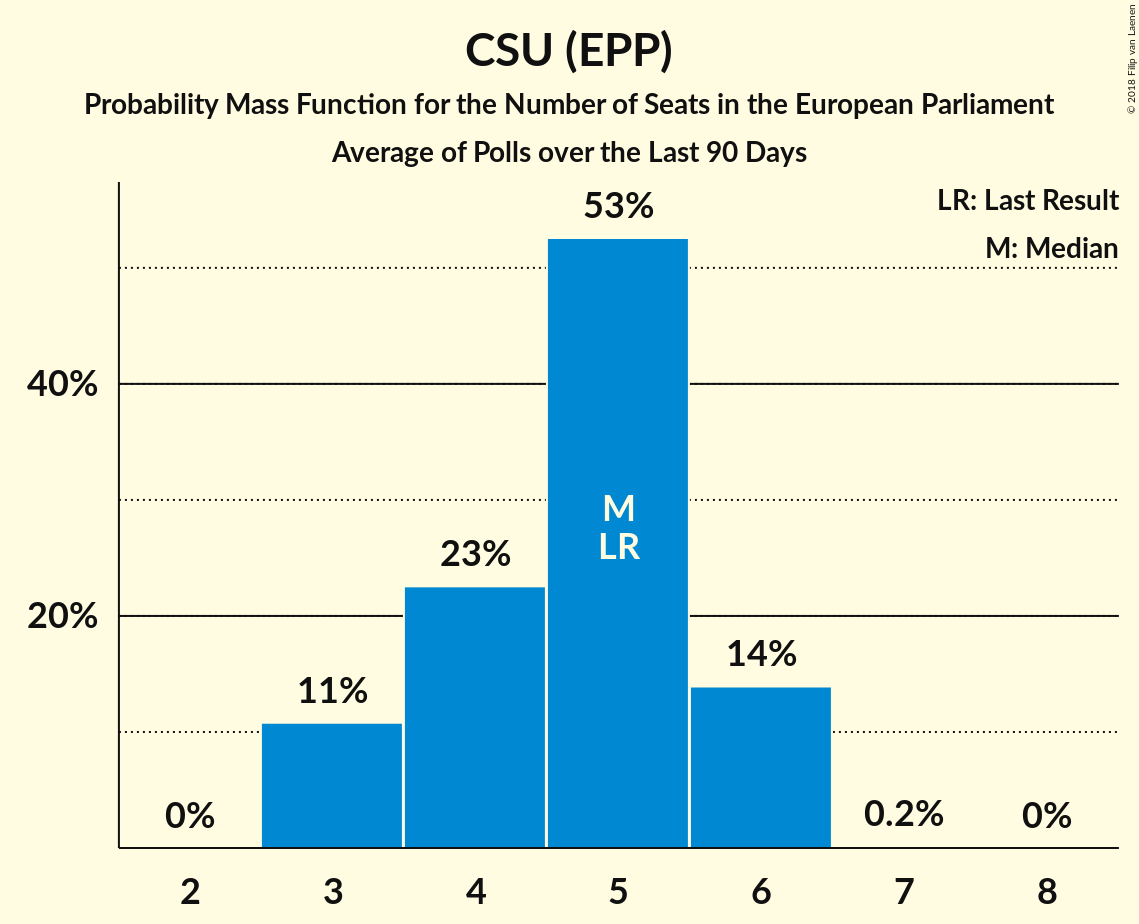 CSU (EPP)
Probability Mass Function for the Number of Seats in the European Parliament
Average of Polls over the Last 90 Days
© 2018 Filip van Laenen
LR: Last Result
M: Median
53%
40%
M
LR
23%
20%
14%
11%
0%
0.2%
0%
2 3 4 5 6 7 8